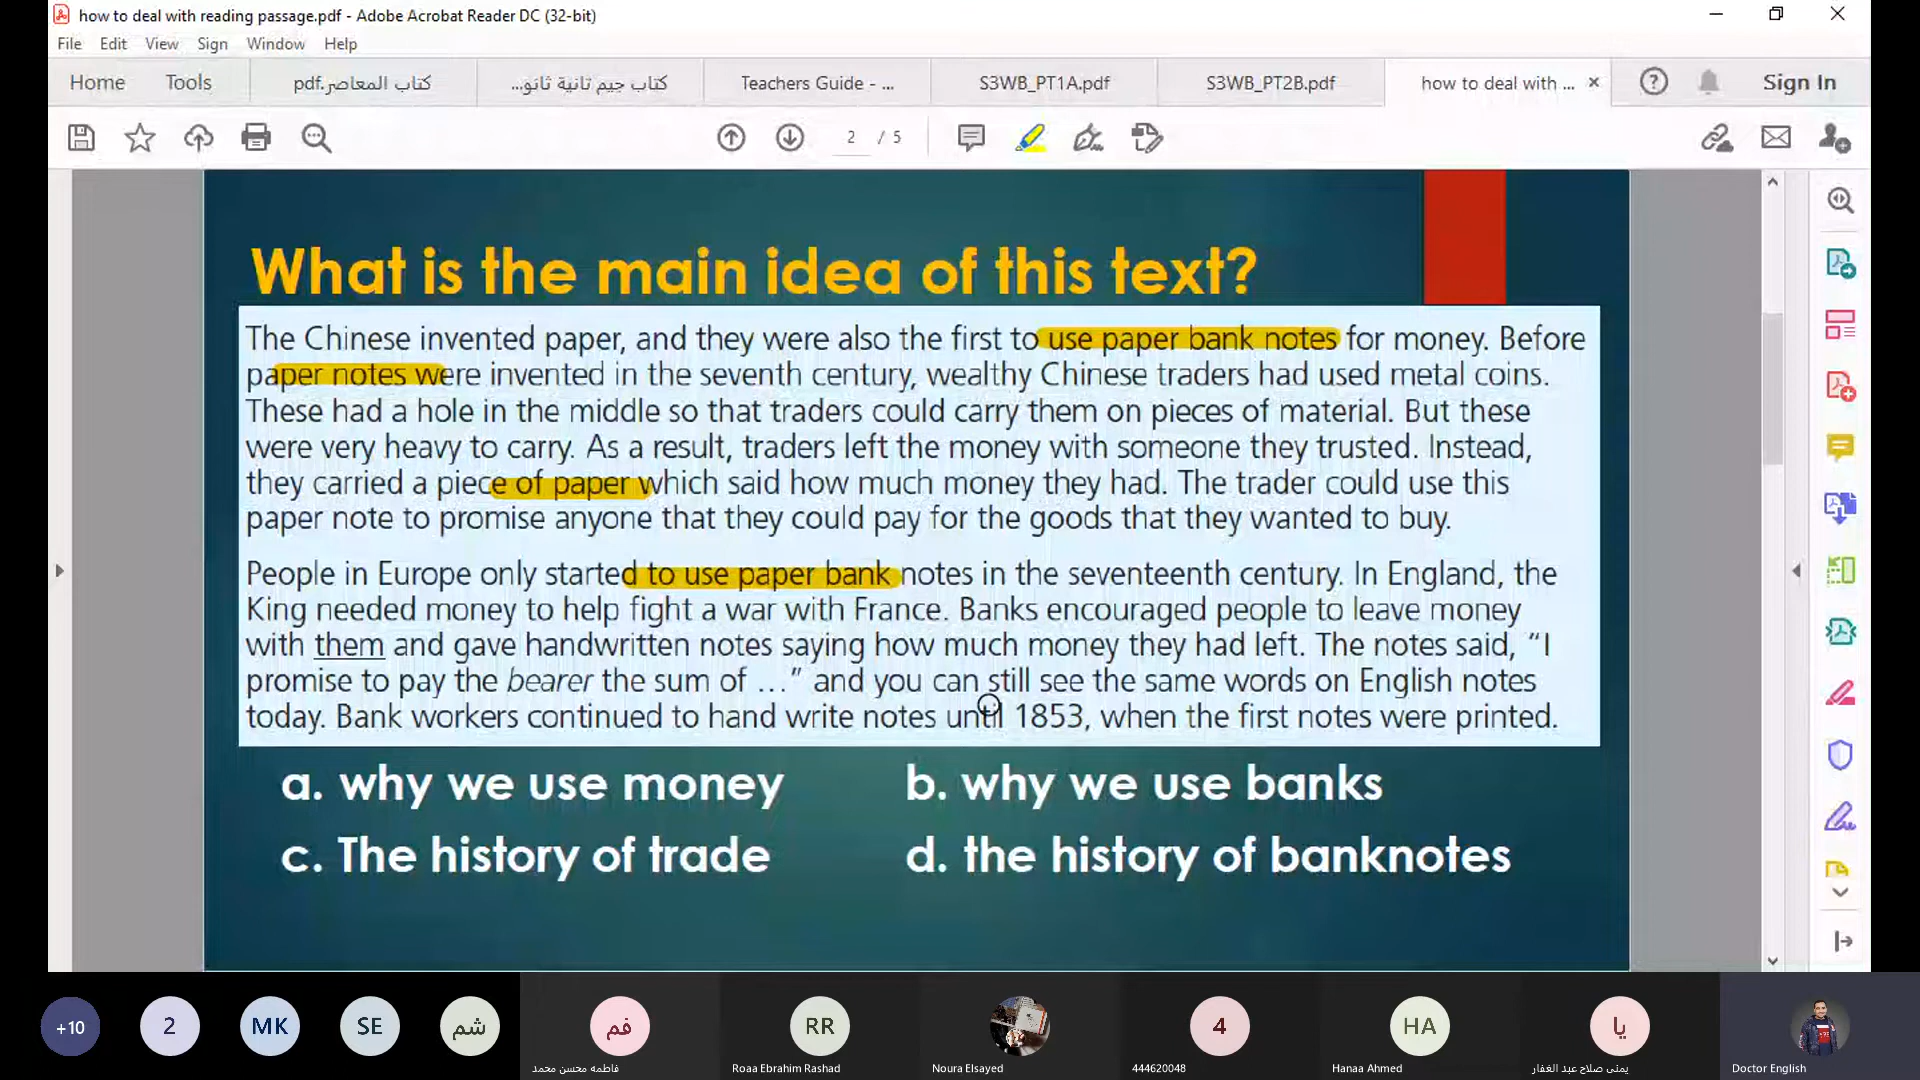 how to deal with reading passage.pdf - Adobe Acrobat Reader DC (32-bit)
File Edit View Sign Window Help
Home Tools كتاب المعاصر.pdf كتاب جيم ثانية ثانو... Teachers Guide - ... S3WB_PT1A.pdf S3WB_PT2B.pdf how to deal with ... Sign In
2 / 5
What is the main idea of this text?
The Chinese invented paper, and they were also the first to use paper bank notes for money. Before
paper notes were invented in the seventh century, wealthy Chinese traders had used metal coins.
These had a hole in the middle so that traders could carry them on pieces of material. But these
were very heavy to carry. As a result, traders left the money with someone they trusted. Instead,
they carried a piece of paper which said how much money they had. The trader could use this
paper note to promise anyone that they could pay for the goods that they wanted to buy.
People in Europe only started to use paper bank notes in the seventeenth century. In England, the
King needed money to help fight a war with France. Banks encouraged people to leave money
with them and gave handwritten notes saying how much money they had left. The notes said, “I
promise to pay the bearer the sum of …” and you can still see the same words on English notes
today. Bank workers continued to hand write notes until 1853, when the first notes were printed.
a. why we use money b. why we use banks
c. The history of trade d. the history of banknotes
+10 2 MK SE شم فم RR 4 HA يا
فاطمه محسن محمد Roaa Ebrahim Rashad Noura Elsayed 444620048 Hanaa Ahmed يمنى صلاح عبد الغفار Doctor English